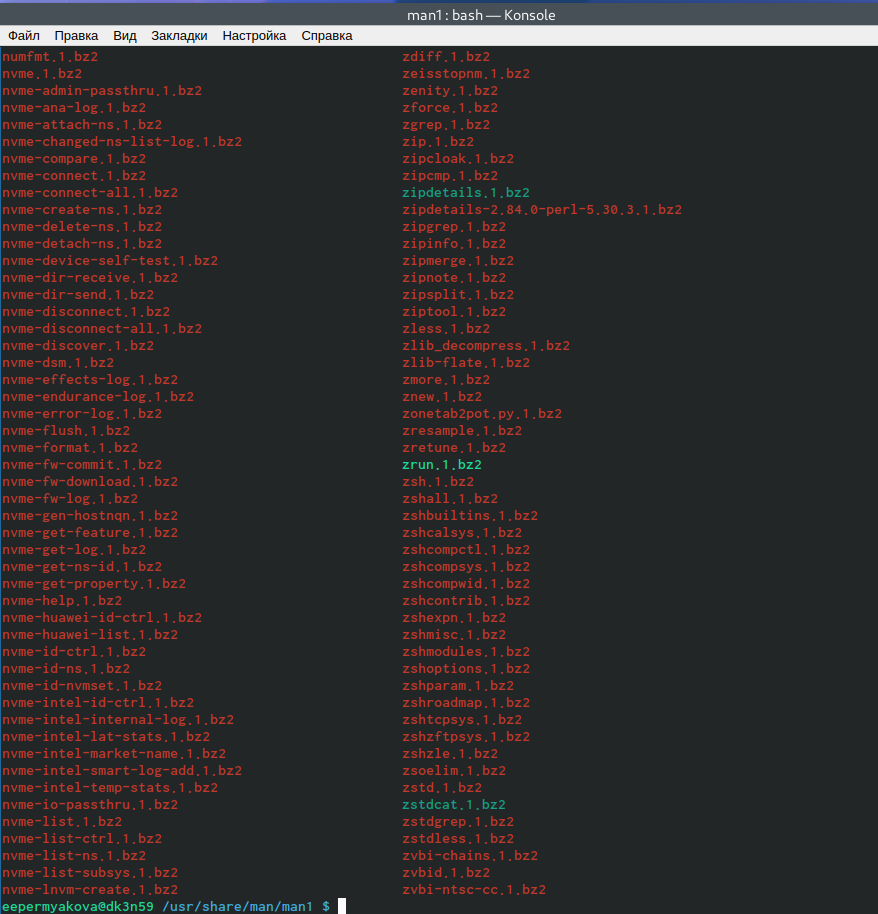 man1 : bash — Konsole
Файл Правка Вид Закладки Настройка Справка
numfmt.1.bz2 zdiff.1.bz2
nvme.1.bz2 zeisstopnm.1.bz2
nvme-admin-passthru.1.bz2 zenity.1.bz2
nvme-ana-log.1.bz2 zforce.1.bz2
nvme-attach-ns.1.bz2 zgrep.1.bz2
nvme-changed-ns-list-log.1.bz2 zip.1.bz2
nvme-compare.1.bz2 zipcloak.1.bz2
nvme-connect.1.bz2 zipcmp.1.bz2
nvme-connect-all.1.bz2 zipdetails.1.bz2
nvme-create-ns.1.bz2 zipdetails-2.84.0-perl-5.30.3.1.bz2
nvme-delete-ns.1.bz2 zipgrep.1.bz2
nvme-detach-ns.1.bz2 zipinfo.1.bz2
nvme-device-self-test.1.bz2 zipmerge.1.bz2
nvme-dir-receive.1.bz2 zipnote.1.bz2
nvme-dir-send.1.bz2 zipsplit.1.bz2
nvme-disconnect.1.bz2 ziptool.1.bz2
nvme-disconnect-all.1.bz2 zless.1.bz2
nvme-discover.1.bz2 zlib_decompress.1.bz2
nvme-dsm.1.bz2 zlib-flate.1.bz2
nvme-effects-log.1.bz2 zmore.1.bz2
nvme-endurance-log.1.bz2 znew.1.bz2
nvme-error-log.1.bz2 zonetab2pot.py.1.bz2
nvme-flush.1.bz2 zresample.1.bz2
nvme-format.1.bz2 zretune.1.bz2
nvme-fw-commit.1.bz2 zrun.1.bz2
nvme-fw-download.1.bz2 zsh.1.bz2
nvme-fw-log.1.bz2 zshall.1.bz2
nvme-gen-hostnqn.1.bz2 zshbuiltins.1.bz2
nvme-get-feature.1.bz2 zshcalsys.1.bz2
nvme-get-log.1.bz2 zshcompctl.1.bz2
nvme-get-ns-id.1.bz2 zshcompsys.1.bz2
nvme-get-property.1.bz2 zshcompwid.1.bz2
nvme-help.1.bz2 zshcontrib.1.bz2
nvme-huawei-id-ctrl.1.bz2 zshexpn.1.bz2
nvme-huawei-list.1.bz2 zshmisc.1.bz2
nvme-id-ctrl.1.bz2 zshmodules.1.bz2
nvme-id-ns.1.bz2 zshoptions.1.bz2
nvme-id-nvmset.1.bz2 zshparam.1.bz2
nvme-intel-id-ctrl.1.bz2 zshroadmap.1.bz2
nvme-intel-internal-log.1.bz2 zshtcpsys.1.bz2
nvme-intel-lat-stats.1.bz2 zshzftpsys.1.bz2
nvme-intel-market-name.1.bz2 zshzle.1.bz2
nvme-intel-smart-log-add.1.bz2 zsoelim.1.bz2
nvme-intel-temp-stats.1.bz2 zstd.1.bz2
nvme-io-passthru.1.bz2 zstdcat.1.bz2
nvme-list.1.bz2 zstdgrep.1.bz2
nvme-list-ctrl.1.bz2 zstdless.1.bz2
nvme-list-ns.1.bz2 zvbi-chains.1.bz2
nvme-list-subsys.1.bz2 zvbid.1.bz2
nvme-lnvm-create.1.bz2 zvbi-ntsc-cc.1.bz2
eepermyakova@dk3n59 /usr/share/man/man1 $